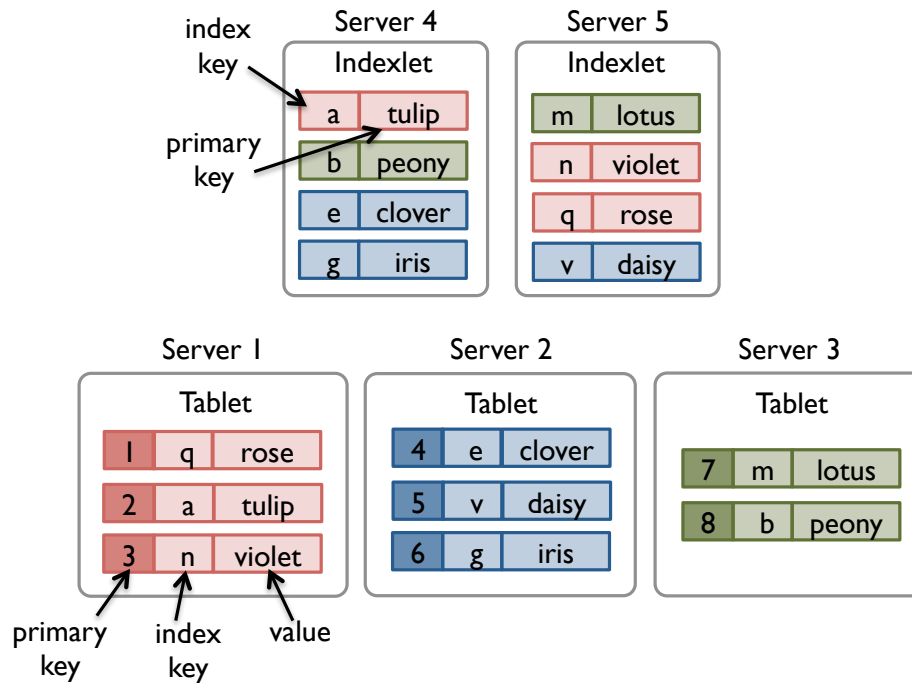 Server 4
Server 5
index
key
Indexlet
Indexlet
a tulip
m lotus
primary
key
b peony
n violet
e clover
q rose
g iris
v daisy
Server 1
Server 2
Server 3
Tablet
Tablet
Tablet
1 q rose
4 e clover
7 m lotus
2 a tulip
5 v daisy
8 b peony
3 n violet
6 g iris
primary
key
index
key
value